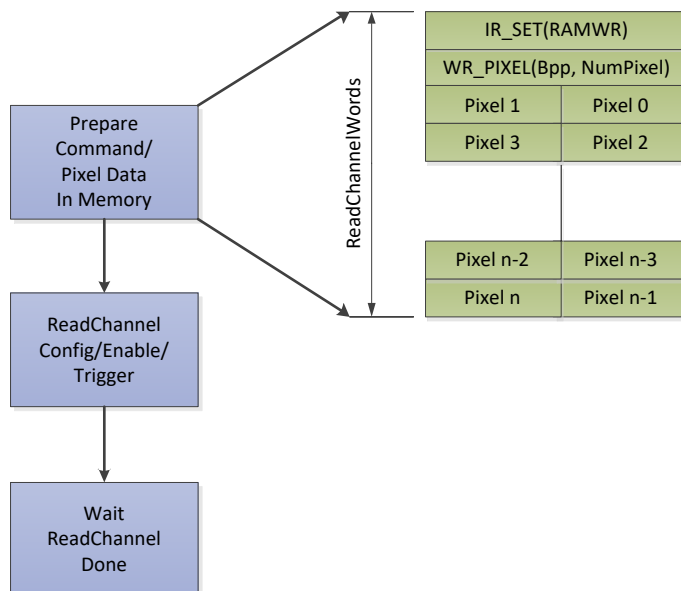 Prepare
Command/
Pixel Data
In Memory
ReadChannel
Config/Enable/
Trigger
Wait
ReadChannel
Done
ReadChannelWords
IR_SET(RAMWR)
WR_PIXEL(Bpp, NumPixel)
Pixel 1 Pixel 0
Pixel 3 Pixel 2
Pixel n-2 Pixel n-3
Pixel n Pixel n-1